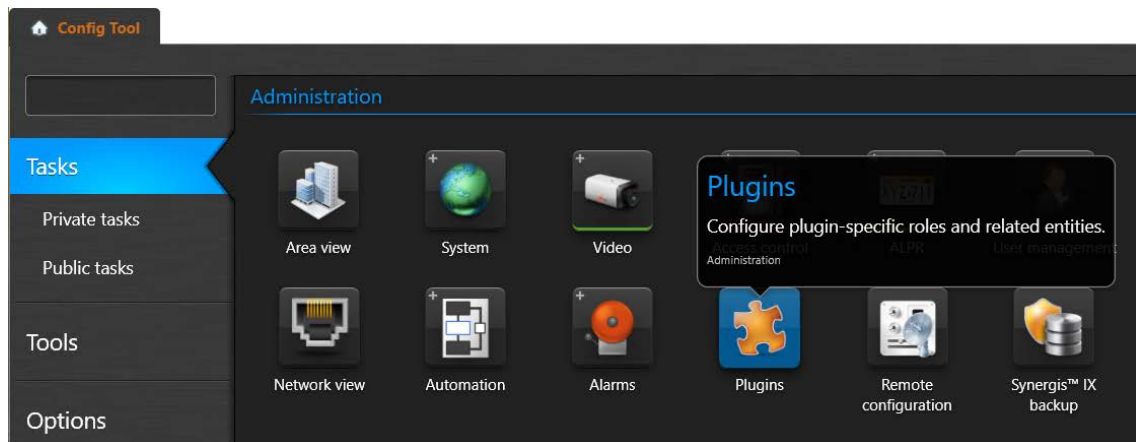 Config Tool
Administration
Tasks
Private tasks
Public tasks
Tools
Options
Area view
System
Video
Plugins
Configure plugin-specific roles and related entities.
Administration
Access control
ALPR
User management
Network view
Automation
Alarms
Plugins
Remote
configuration
Synergis™ IX
backup